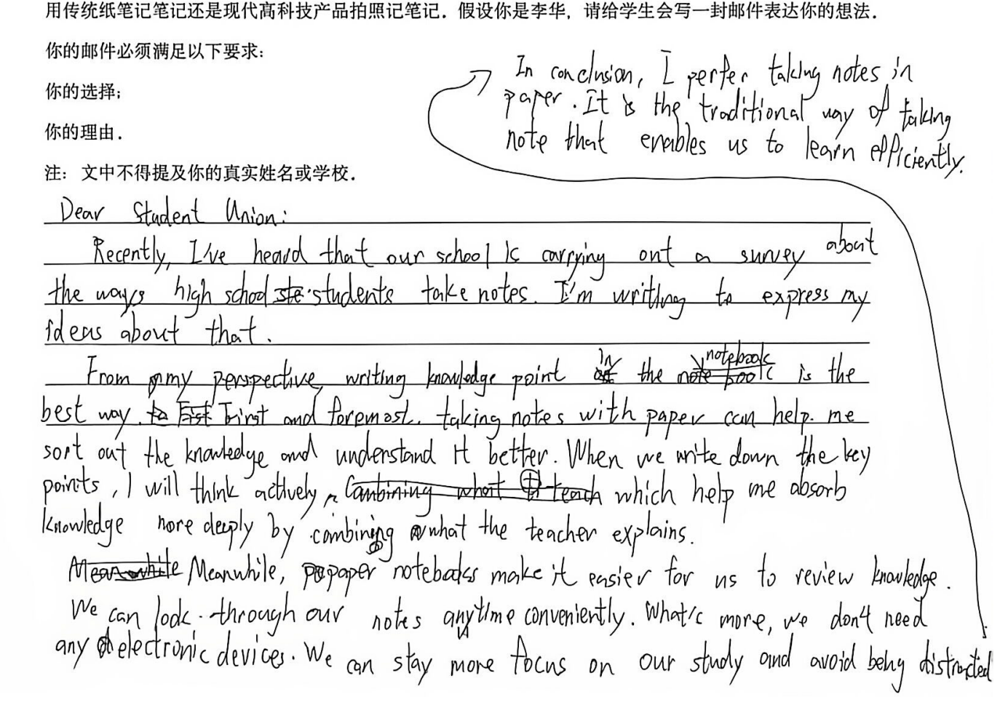 用传统纸笔记笔记还是现代高科技产品拍照记笔记．假设你是李华，请给学生会写一封邮件表达你的想法．
你的邮件必须满足以下要求：
你的选择；
你的理由．
注：文中不得提及你的真实姓名或学校．
Dear Student Union:
Recently, I've heard that our school is carrying out a survey about
the ways high school students take notes. I'm writing to express my
ideas about that.
From my perspective, writing knowledge point in the notebook is the
best way. First and foremost, taking notes with paper can help me
sort out the knowledge and understand it better. When we write down the key
points, I will think actively, which help me absorb
knowledge more deeply by combining what the teacher explains.
Meanwhile, paper notebooks make it easier for us to review knowledge.
We can look through our notes anytime conveniently. What's more, we don't need
any electronic devices. We can stay more focus on our study and avoid being distracted
In conclusion, I perfer taking notes in
paper. It is the traditional way of taking
note that enables us to learn efficiently.